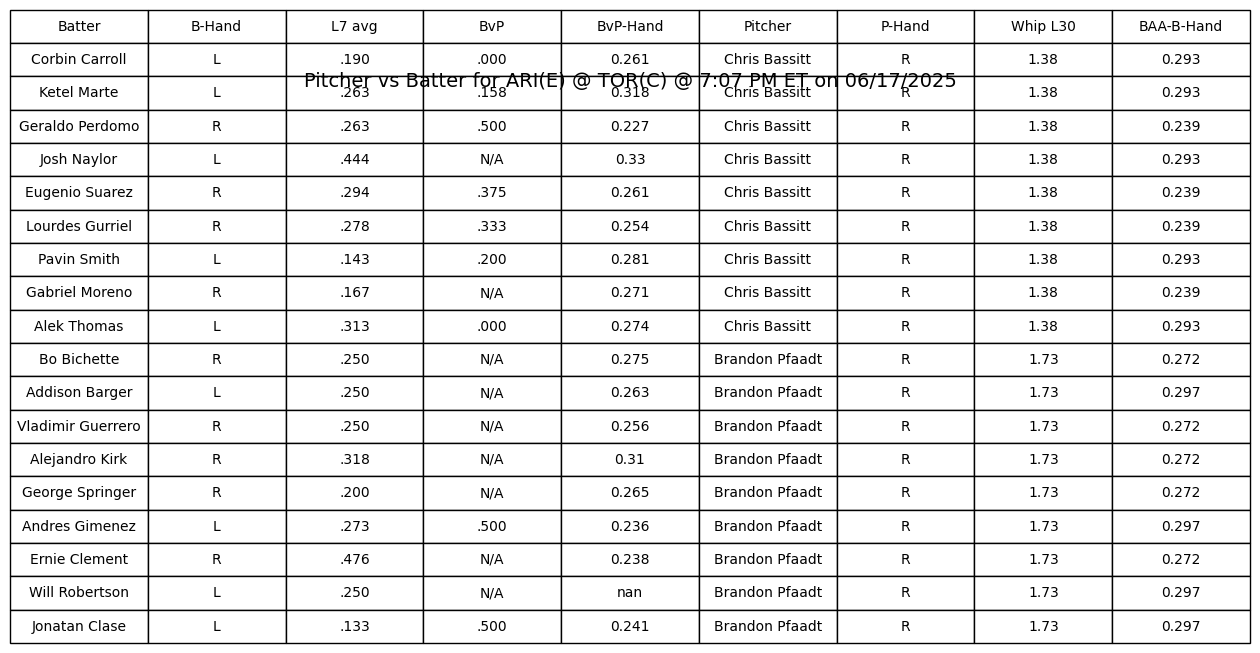 Batter B-Hand L7 avg BvP BvP-Hand Pitcher P-Hand Whip L30 BAA-B-Hand
Corbin Carroll L .190 .000 0.261 Chris Bassitt R 1.38 0.293
Pitcher vs Batter for ARI(E) @ TOR(C) @ 7:07 PM ET on 06/17/2025
Ketel Marte L .263 .158 0.318 Chris Bassitt R 1.38 0.293
Geraldo Perdomo R .263 .500 0.227 Chris Bassitt R 1.38 0.239
Josh Naylor L .444 N/A 0.33 Chris Bassitt R 1.38 0.293
Eugenio Suarez R .294 .375 0.261 Chris Bassitt R 1.38 0.239
Lourdes Gurriel R .278 .333 0.254 Chris Bassitt R 1.38 0.239
Pavin Smith L .143 .200 0.281 Chris Bassitt R 1.38 0.293
Gabriel Moreno R .167 N/A 0.271 Chris Bassitt R 1.38 0.239
Alek Thomas L .313 .000 0.274 Chris Bassitt R 1.38 0.293
Bo Bichette R .250 N/A 0.275 Brandon Pfaadt R 1.73 0.272
Addison Barger L .250 N/A 0.263 Brandon Pfaadt R 1.73 0.297
Vladimir Guerrero R .250 N/A 0.256 Brandon Pfaadt R 1.73 0.272
Alejandro Kirk R .318 N/A 0.31 Brandon Pfaadt R 1.73 0.272
George Springer R .200 N/A 0.265 Brandon Pfaadt R 1.73 0.272
Andres Gimenez L .273 .500 0.236 Brandon Pfaadt R 1.73 0.297
Ernie Clement R .476 N/A 0.238 Brandon Pfaadt R 1.73 0.272
Will Robertson L .250 N/A nan Brandon Pfaadt R 1.73 0.297
Jonatan Clase L .133 .500 0.241 Brandon Pfaadt R 1.73 0.297